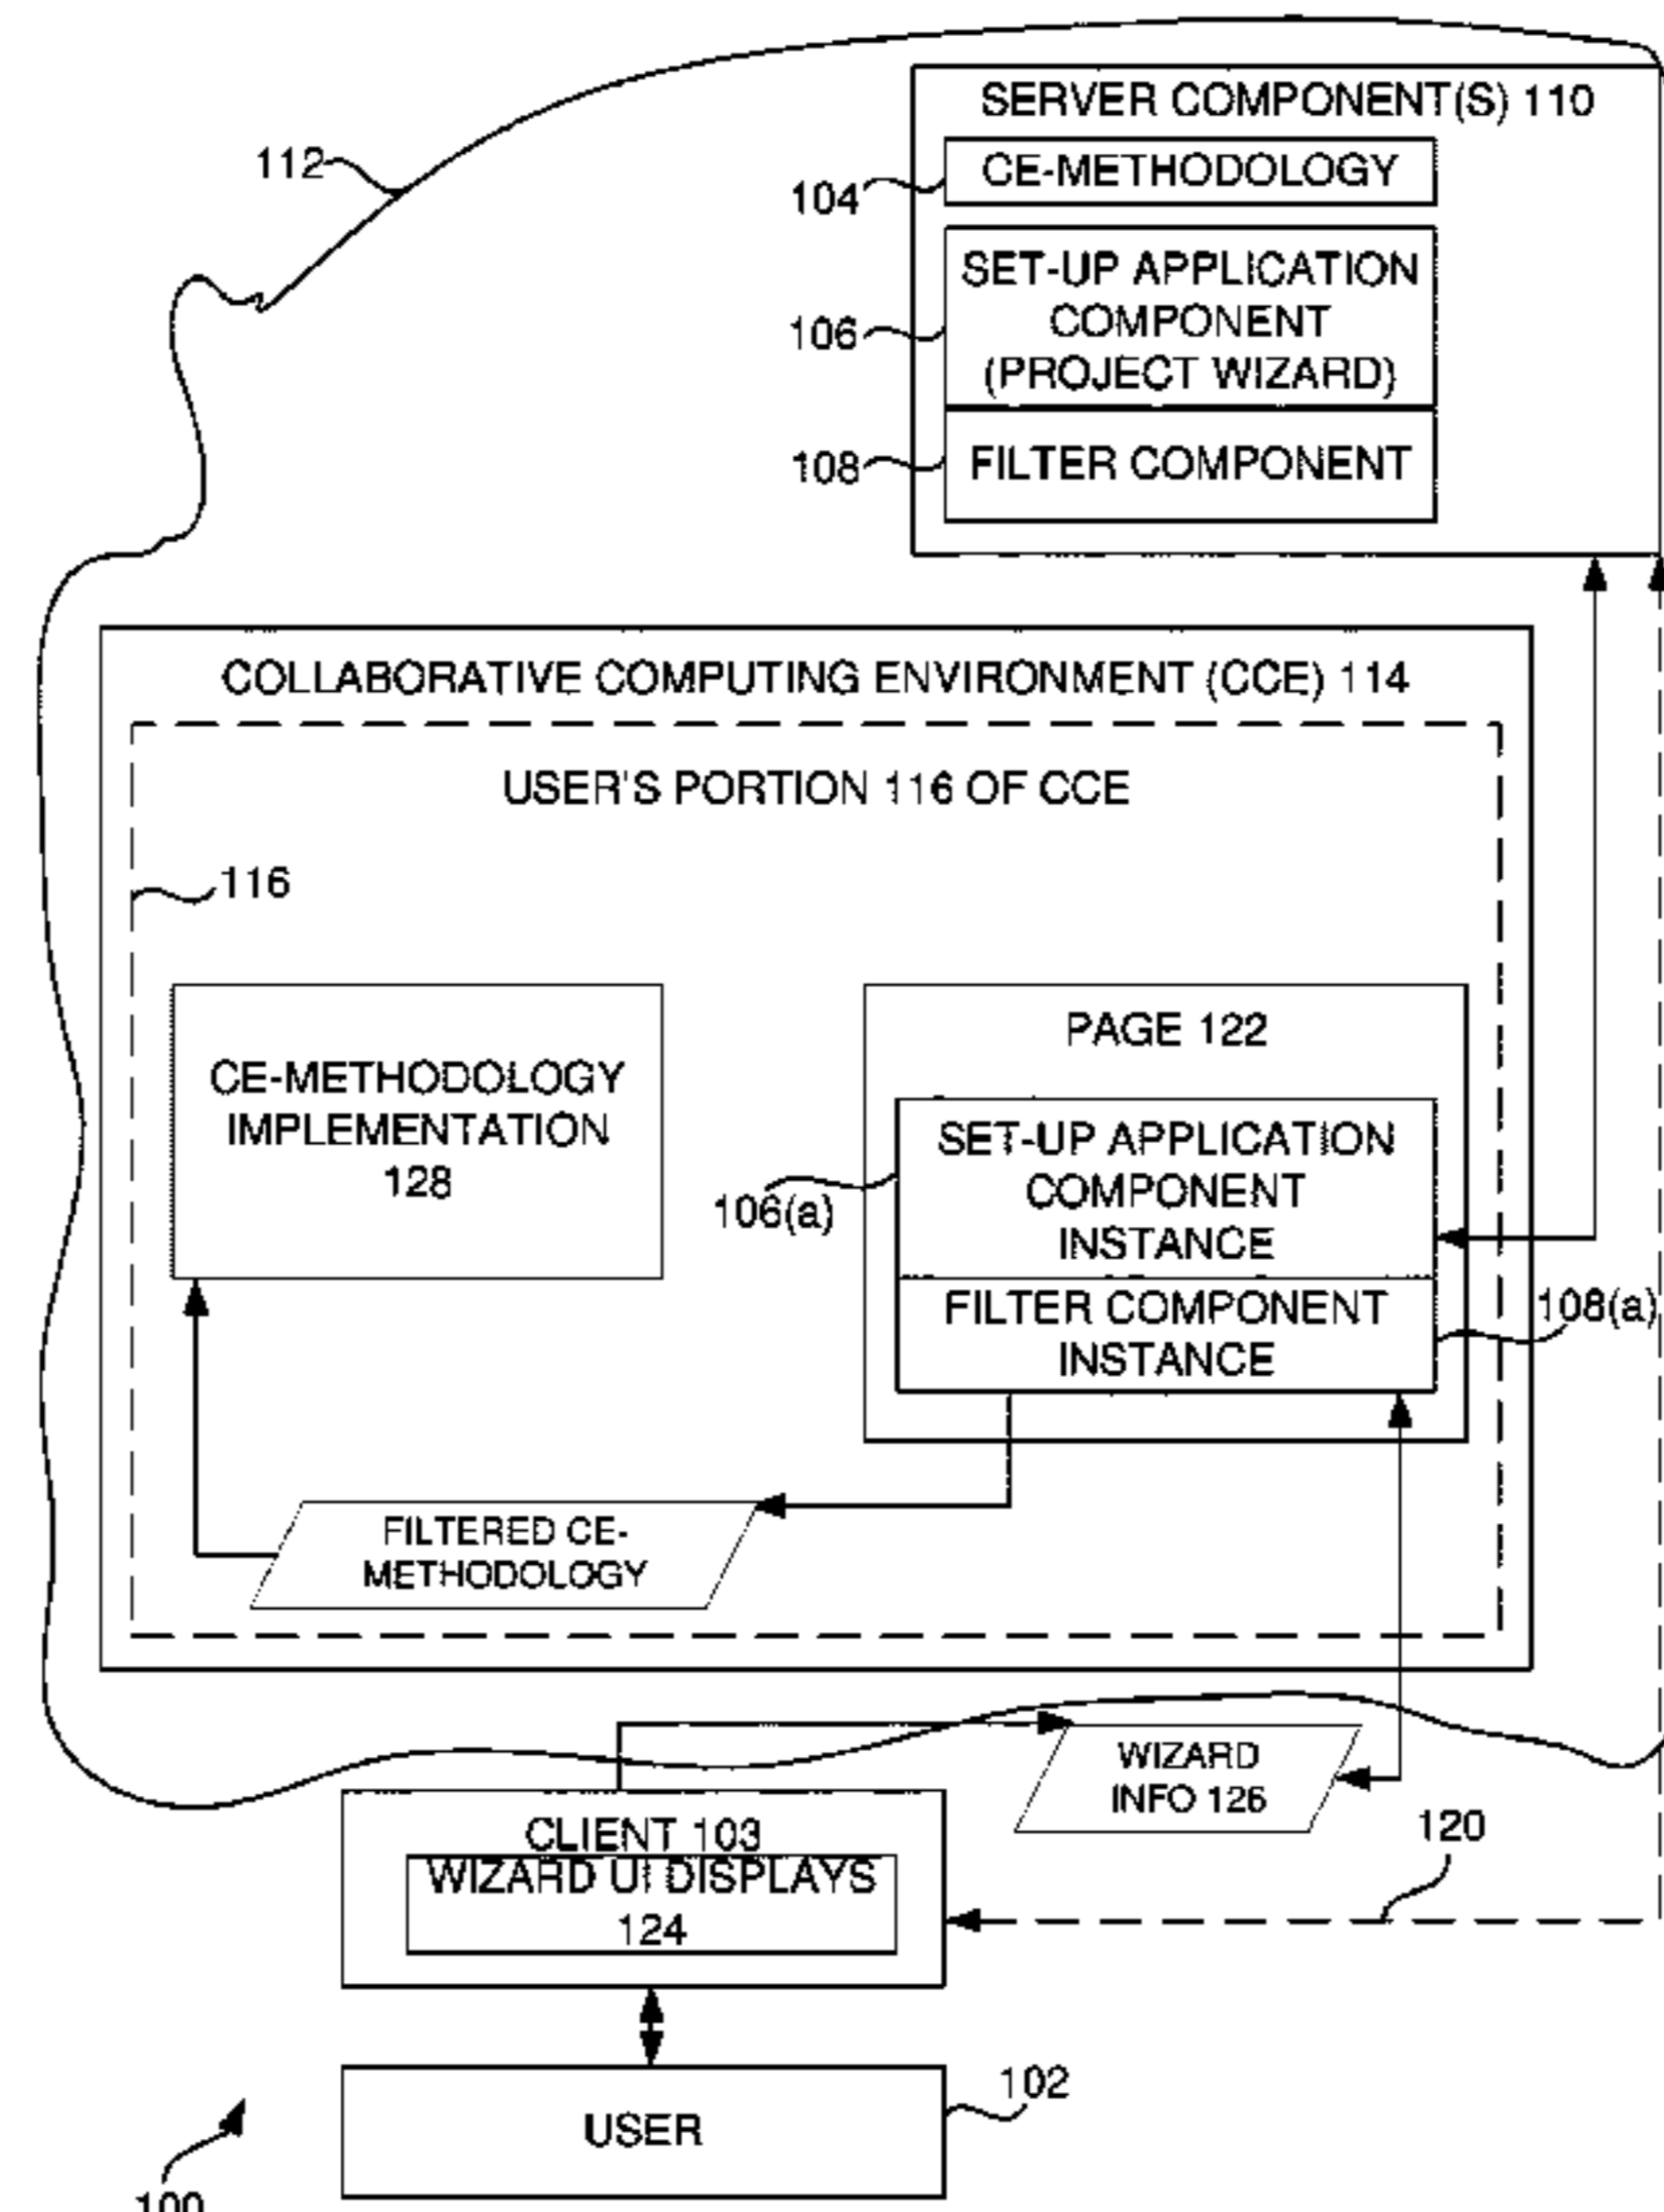 SERVER COMPONENT(S) 110
112
CE-METHODOLOGY
104
SET-UP APPLICATION
COMPONENT
(PROJECT WIZARD)
106
FILTER COMPONENT
108
COLLABORATIVE COMPUTING ENVIRONMENT (CCE) 114
USER'S PORTION 116 OF CCE
116
PAGE 122
CE-METHODOLOGY
IMPLEMENTATION
128
SET-UP APPLICATION
COMPONENT
INSTANCE
106(a)
FILTER COMPONENT
INSTANCE
108(a)
FILTERED CE-
METHODOLOGY
WIZARD
INFO 126
CLIENT 103
WIZARD UI DISPLAYS
124
120
USER
102
100